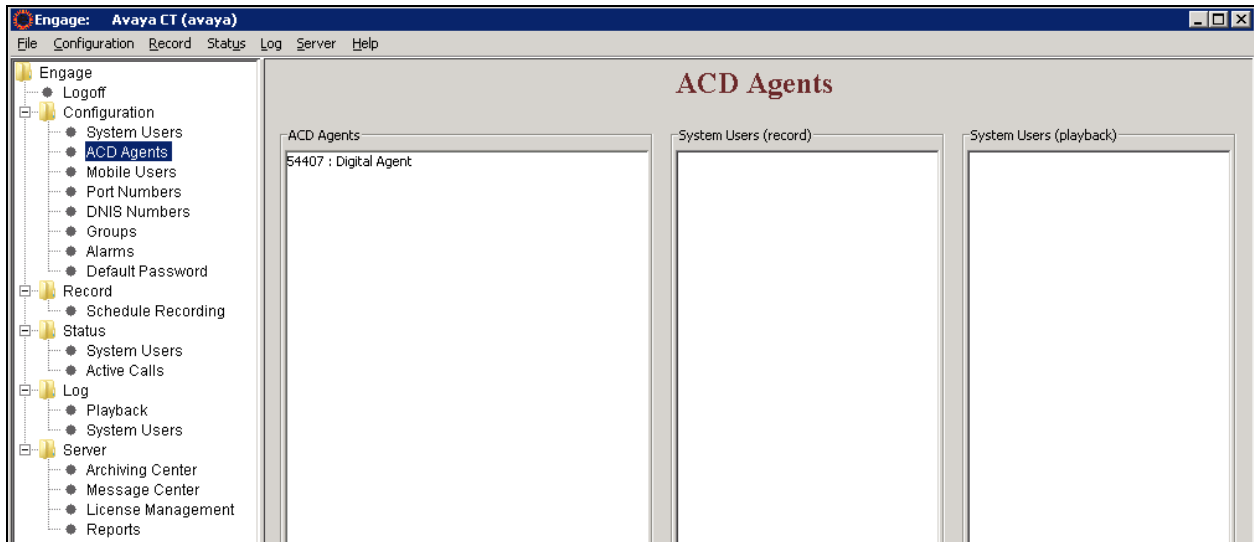 Engage: Avaya CT (avaya)
File Configuration Record Status Log Server Help
Engage
Logoff
Configuration
System Users
ACD Agents
Mobile Users
Port Numbers
DNIS Numbers
Groups
Alarms
Default Password
Record
Schedule Recording
Status
System Users
Active Calls
Log
Playback
System Users
Server
Archiving Center
Message Center
License Management
Reports
ACD Agents
ACD Agents
54407 : Digital Agent
System Users (record)
System Users (playback)